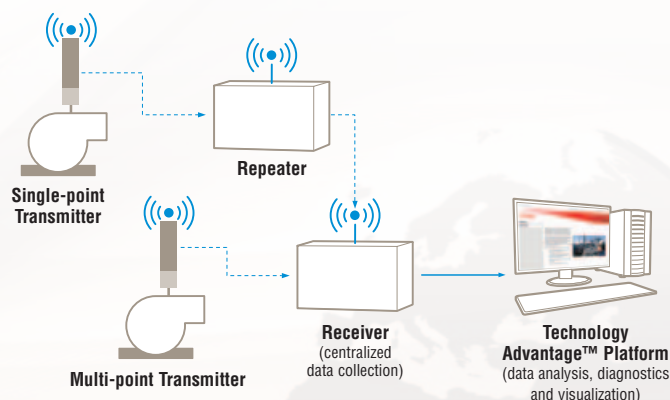 Repeater
Single-point
Transmitter
Multi-point Transmitter
Receiver
(centralized
data collection)
Technology
Advantage™ Platform
(data analysis, diagnostics
and visualization)